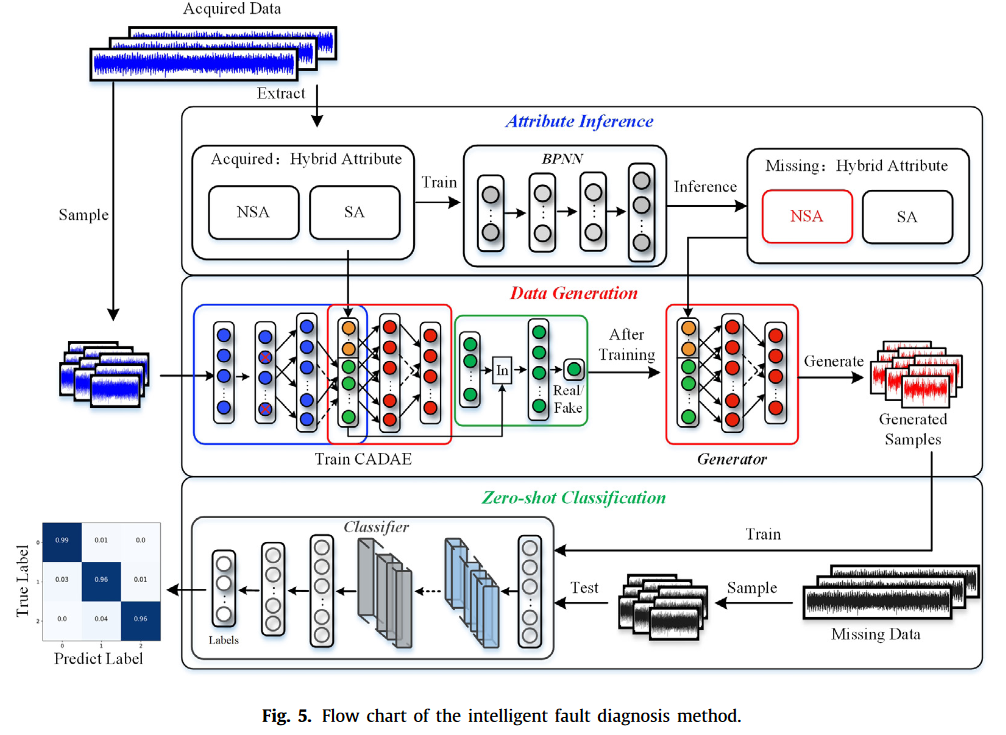 Acquired Data
Extract
Attribute Inference
Acquired: Hybrid Attribute
NSA
SA
Train
BPNN
Inference
Missing: Hybrid Attribute
NSA
SA
Sample
Data Generation
In
Real/
Fake
After
Training
Generate
Generated
Samples
Train CADAE
Generator
Zero-shot Classification
Classifier
Train
Labels
Test
Sample
Missing Data
True Label
0
1
2
0.99
0.01
0.0
0.03
0.96
0.01
0.0
0.04
0.96
0
1
2
Predict Label
Fig. 5. Flow chart of the intelligent fault diagnosis method.